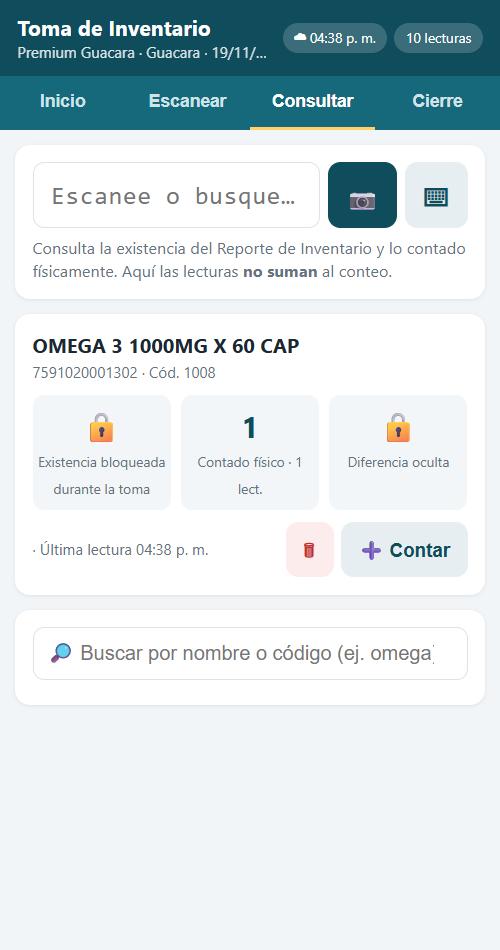 Toma de Inventario
Premium Guacara · Guacara · 19/11/...
04:38 p. m.
10 lecturas
Inicio
Escanear
Consultar
Cierre
Escanee o busque...
Consulta la existencia del Reporte de Inventario y lo contado
físicamente. Aquí las lecturas no suman al conteo.
OMEGA 3 1000MG X 60 CAP
7591020001302 · Cód. 1008
Existencia bloqueada
durante la toma
1
Contado físico · 1
lect.
Diferencia oculta
· Última lectura 04:38 p. m.
Contar
Buscar por nombre o código (ej. omega)